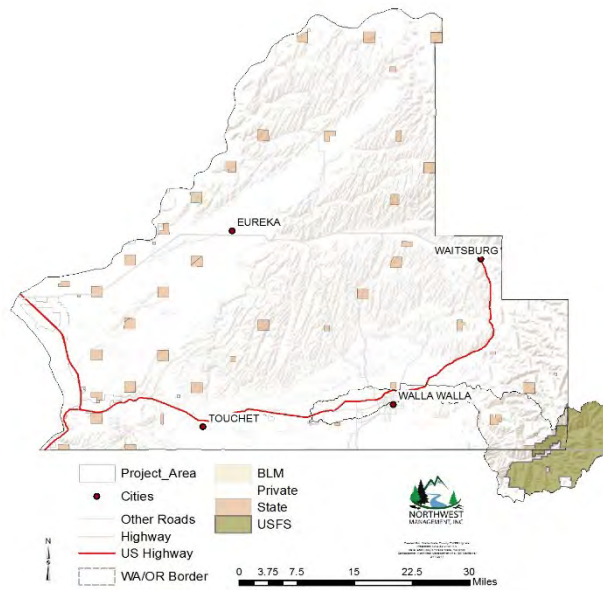 EUREKA
WAITSBURG
WALLA WALLA
TOUCHET
Project_Area
Cities
Other Roads
Highway
US Highway
WA/OR Border
BLM
Private
State
USFS
NORTHWEST
MANAGEMENT, INC.
N
0 3.75 7.5 15 22.5 30
Miles